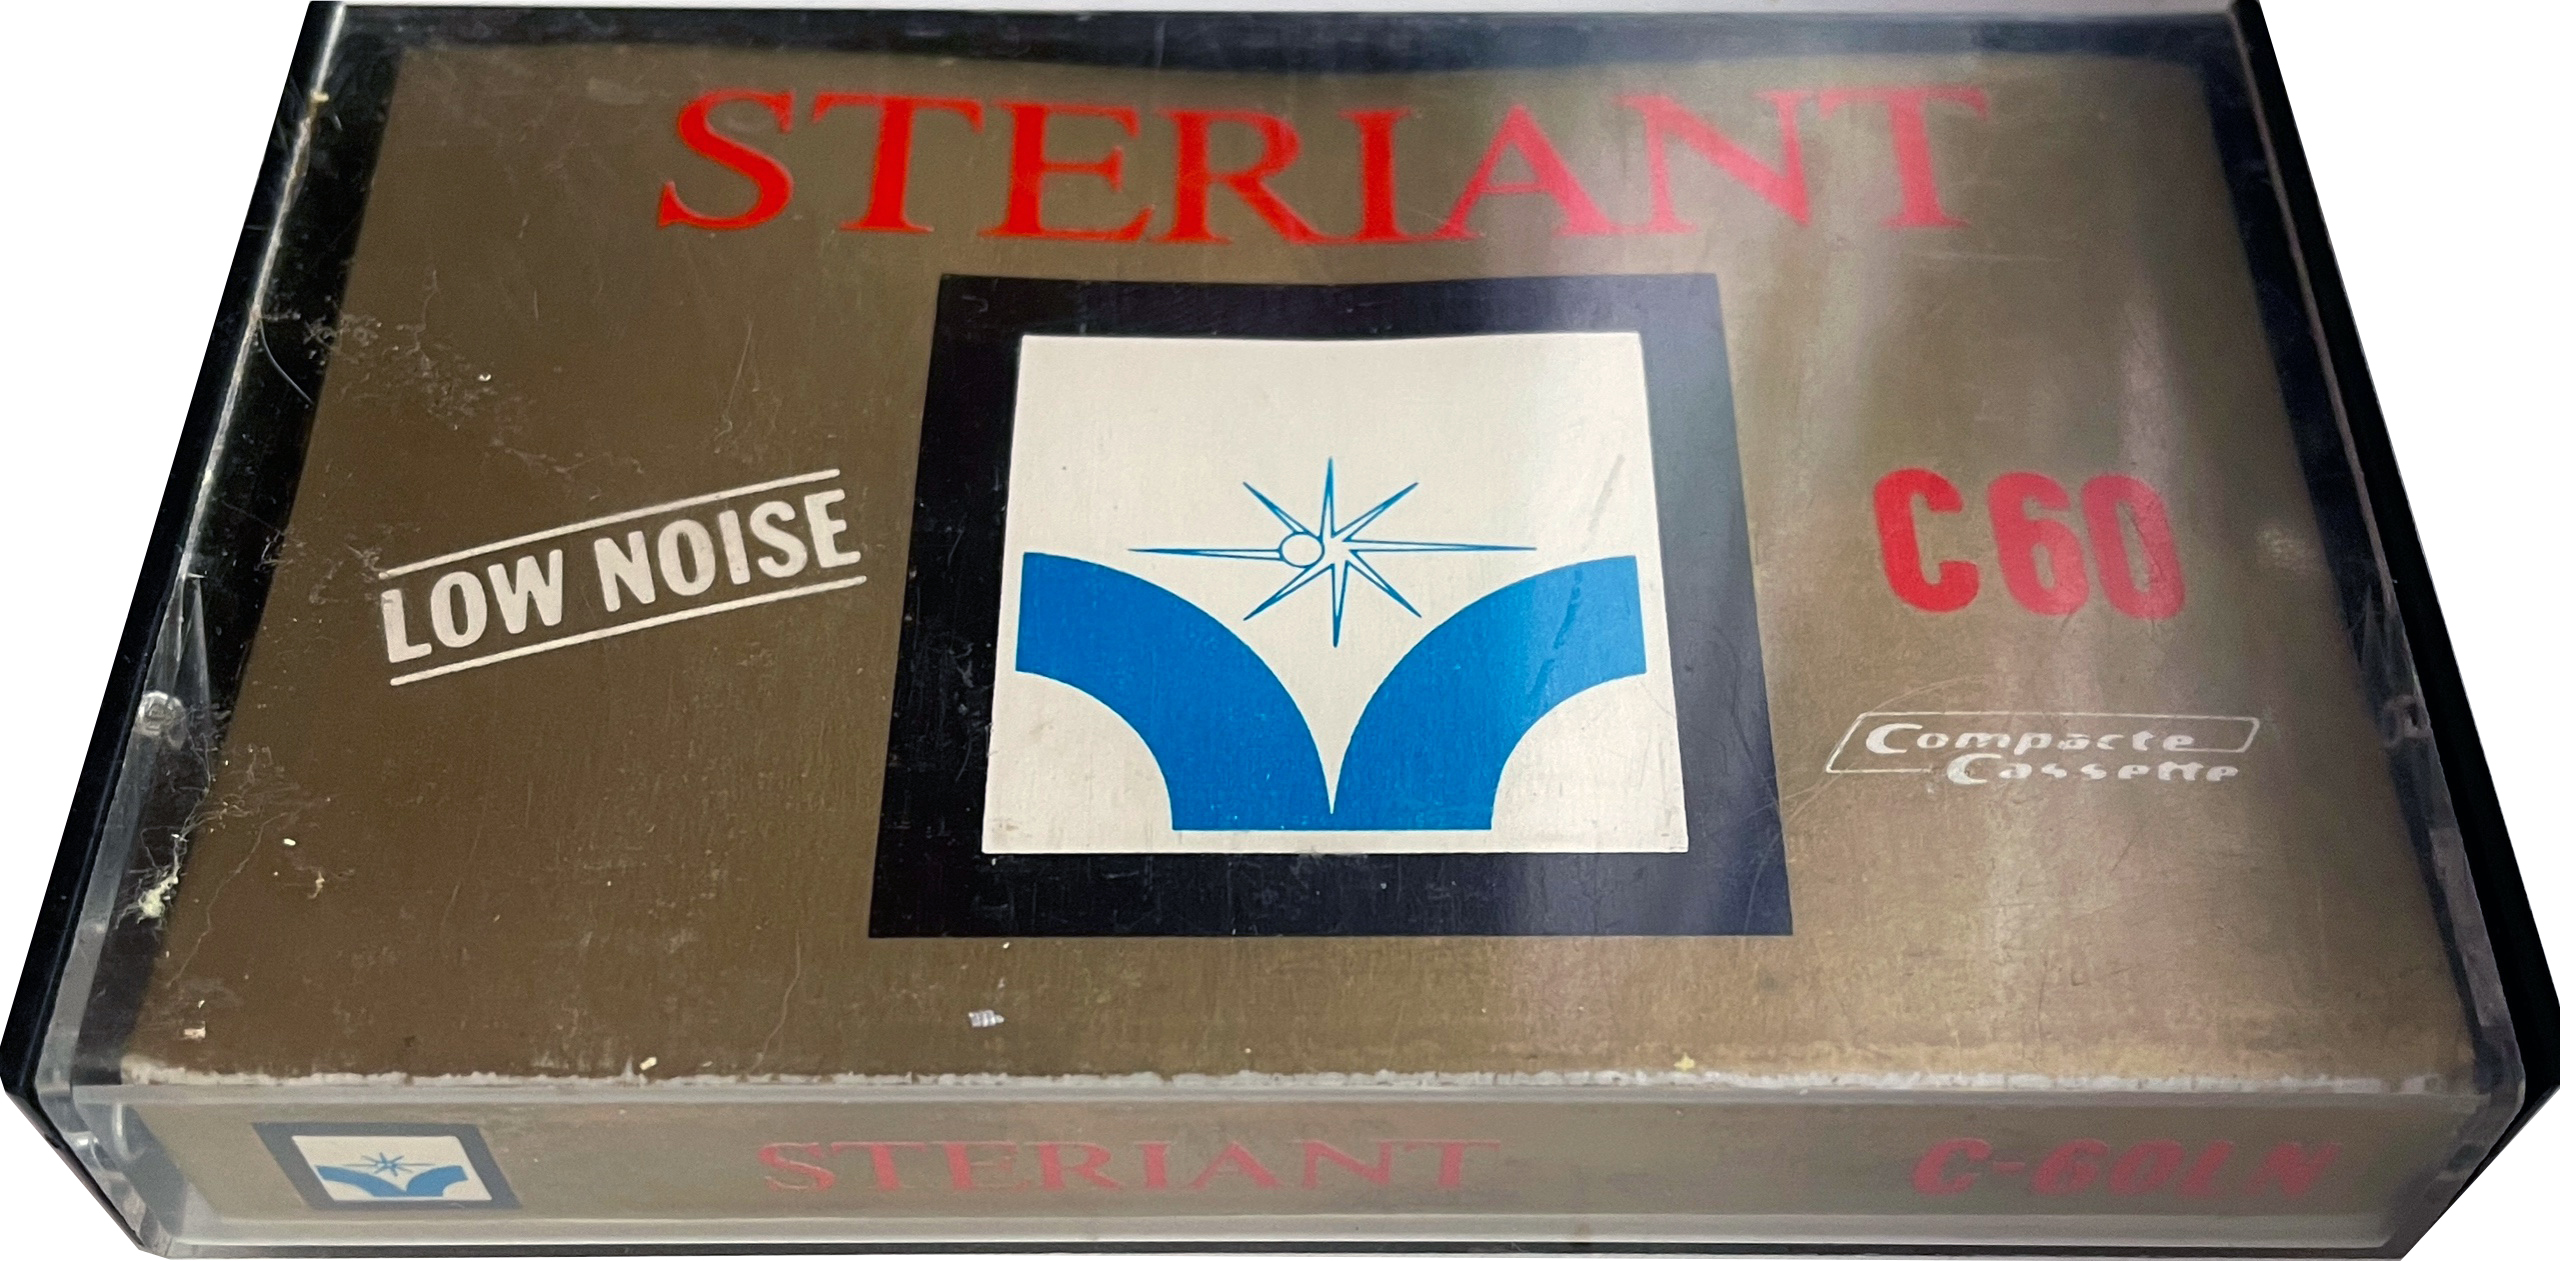 STERIANT
LOW NOISE
C60
Compacte
Cassette
STERIANT
C-60LN